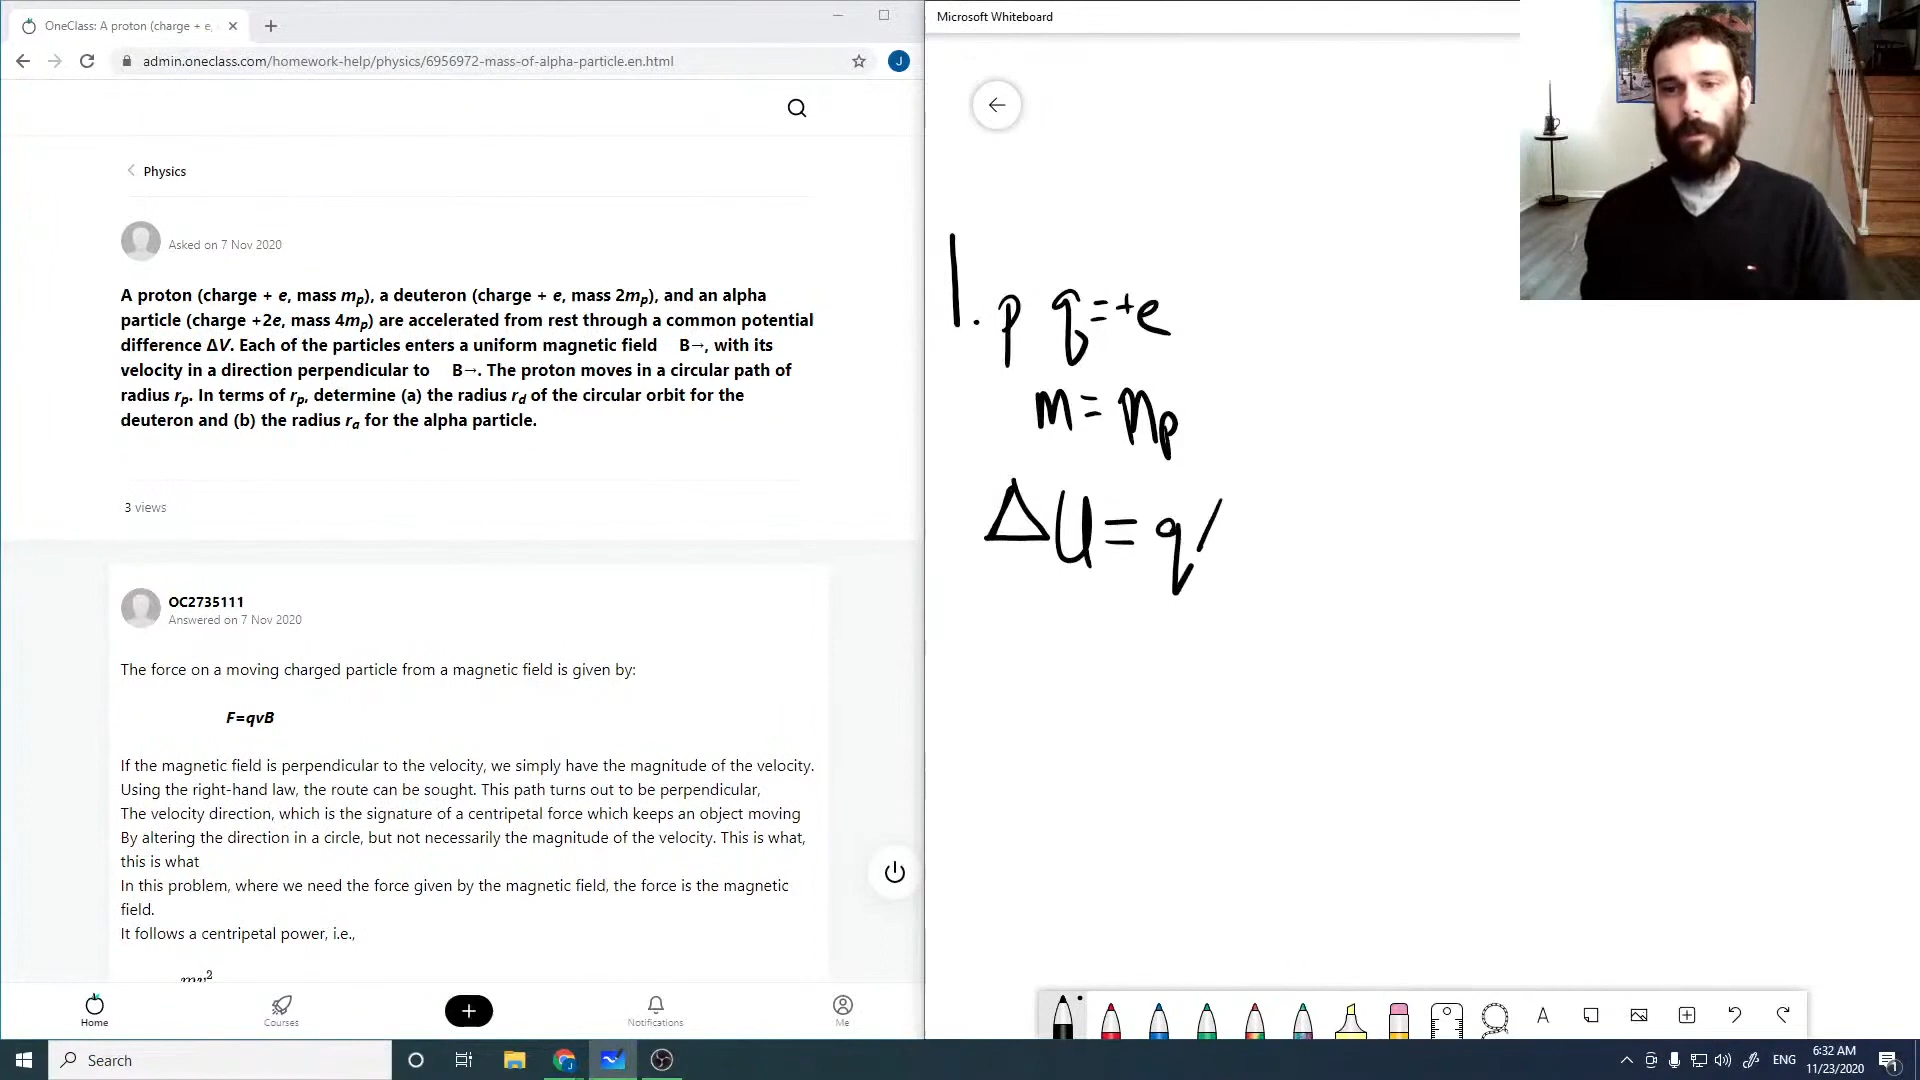 OneClass: A proton (charge + e,
admin.oneclass.com/homework-help/physics/6956972-mass-of-alpha-particle.en.html
J
Physics
Asked on 7 Nov 2020
A proton (charge + e, mass mp), a deuteron (charge + e, mass 2mp), and an alpha
particle (charge +2e, mass 4mp) are accelerated from rest through a common potential
difference ΔV. Each of the particles enters a uniform magnetic field B→, with its
velocity in a direction perpendicular to B→. The proton moves in a circular path of
radius rp. In terms of rp, determine (a) the radius rd of the circular orbit for the
deuteron and (b) the radius ra for the alpha particle.
3 views
OC2735111
Answered on 7 Nov 2020
The force on a moving charged particle from a magnetic field is given by:
F=qvB
If the magnetic field is perpendicular to the velocity, we simply have the magnitude of the velocity.
Using the right-hand law, the route can be sought. This path turns out to be perpendicular,
The velocity direction, which is the signature of a centripetal force which keeps an object moving
By altering the direction in a circle, but not necessarily the magnitude of the velocity. This is what,
this is what
In this problem, where we need the force given by the magnetic field, the force is the magnetic
field.
It follows a centripetal power, i.e.,
mv2
Home
Courses
Notifications
Me
Microsoft Whiteboard
1. p q=+e
m=mp
ΔU=q
A
Search
ENG
6:32 AM
11/23/2020
1